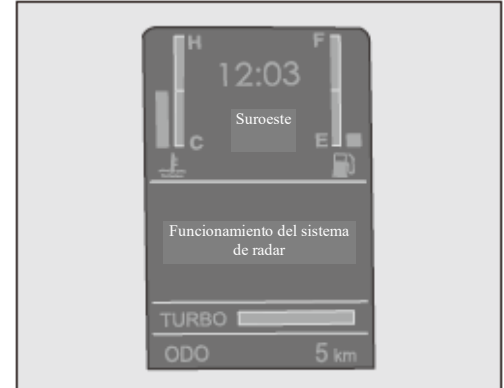 H F
12:03
Suroeste
C E
Funcionamiento del sistema
de radar
TURBO
ODO 5 km